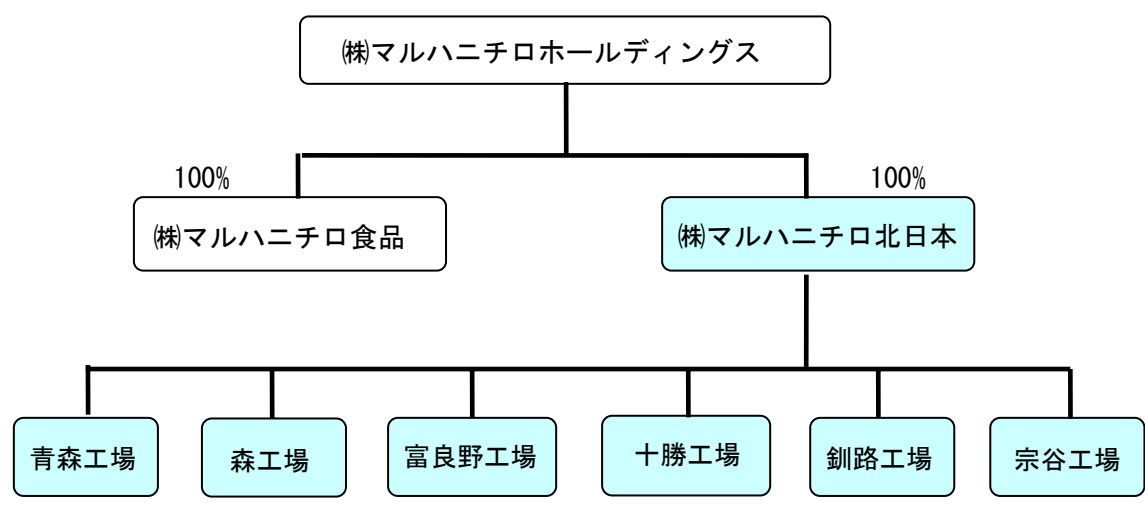 ㈱マルハニチロホールディングス
100%
100%
㈱マルハニチロ食品
㈱マルハニチロ北日本
青森工場
森工場
富良野工場
十勝工場
釧路工場
宗谷工場